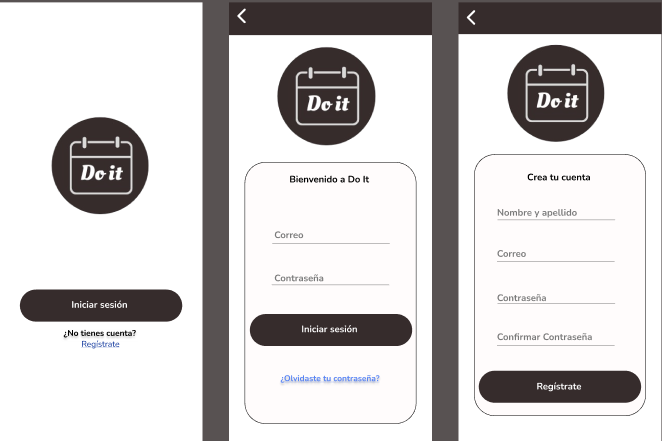 Do it
Iniciar sesión
¿No tienes cuenta?
Regístrate
Do it
Bienvenido a Do It
Correo
Contraseña
Iniciar sesión
¿Olvidaste tu contraseña?
Do it
Crea tu cuenta
Nombre y apellido
Correo
Contraseña
Confirmar Contraseña
Regístrate